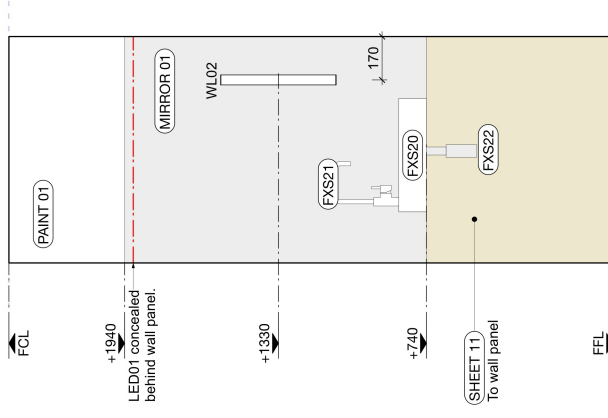 FCL
PAINT 01
+1940
LED01 concealed
behind wall panel.
MIRROR 01
WL02
170
+1330
FXS21
+740
FXS20
FXS22
SHEET 11
To wall panel
FFL